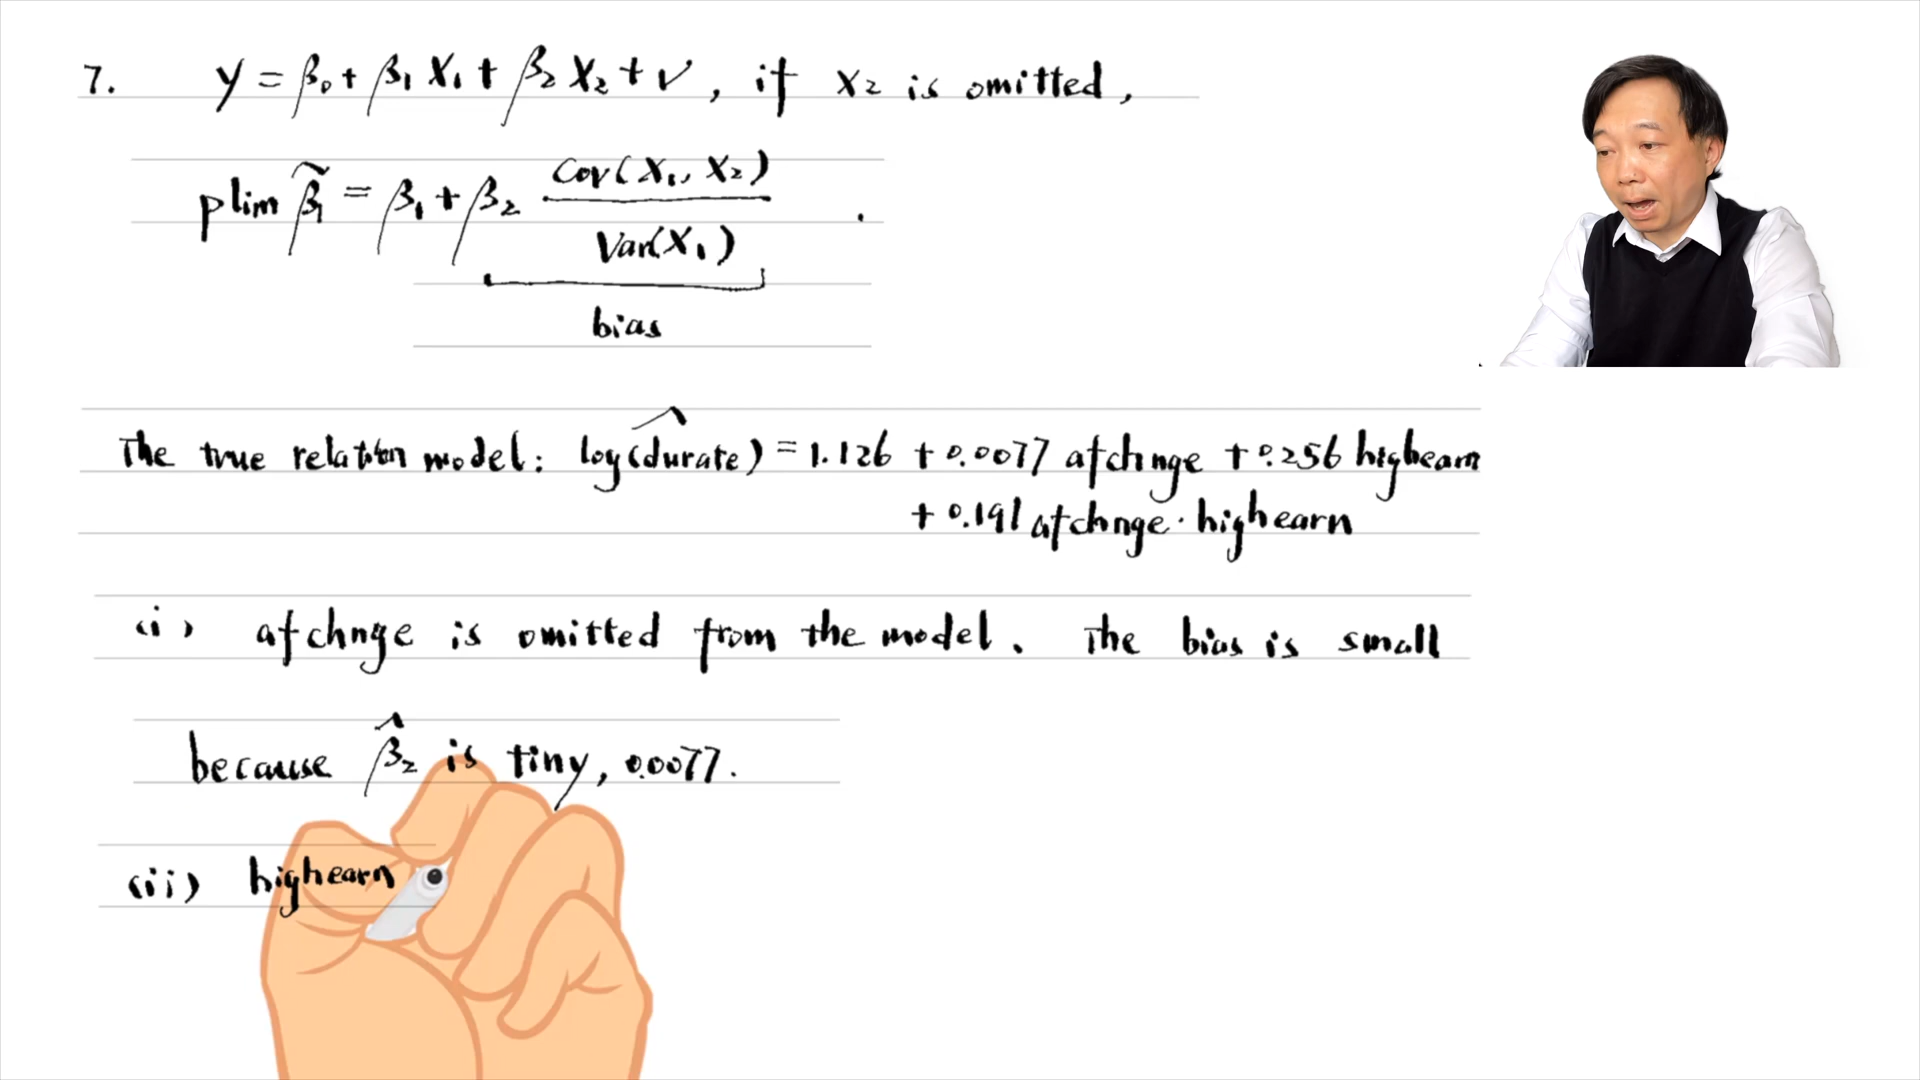 7. y = β₀ + β₁ X₁ + β₂ X₂ + v, if x₂ is omitted,
plim β̃₁ = β₁ + β₂ Cov(X₁, X₂) / Var(X₁) .
bias
The true relation model: log(durate)^ = 1.126 + 0.0077 afchnge + 0.256 highearn
+ 0.191 afchnge · highearn
(i) afchnge is omitted from the model. The bias is small
because β̂₂ is tiny, 0.0077.
(ii) highearn